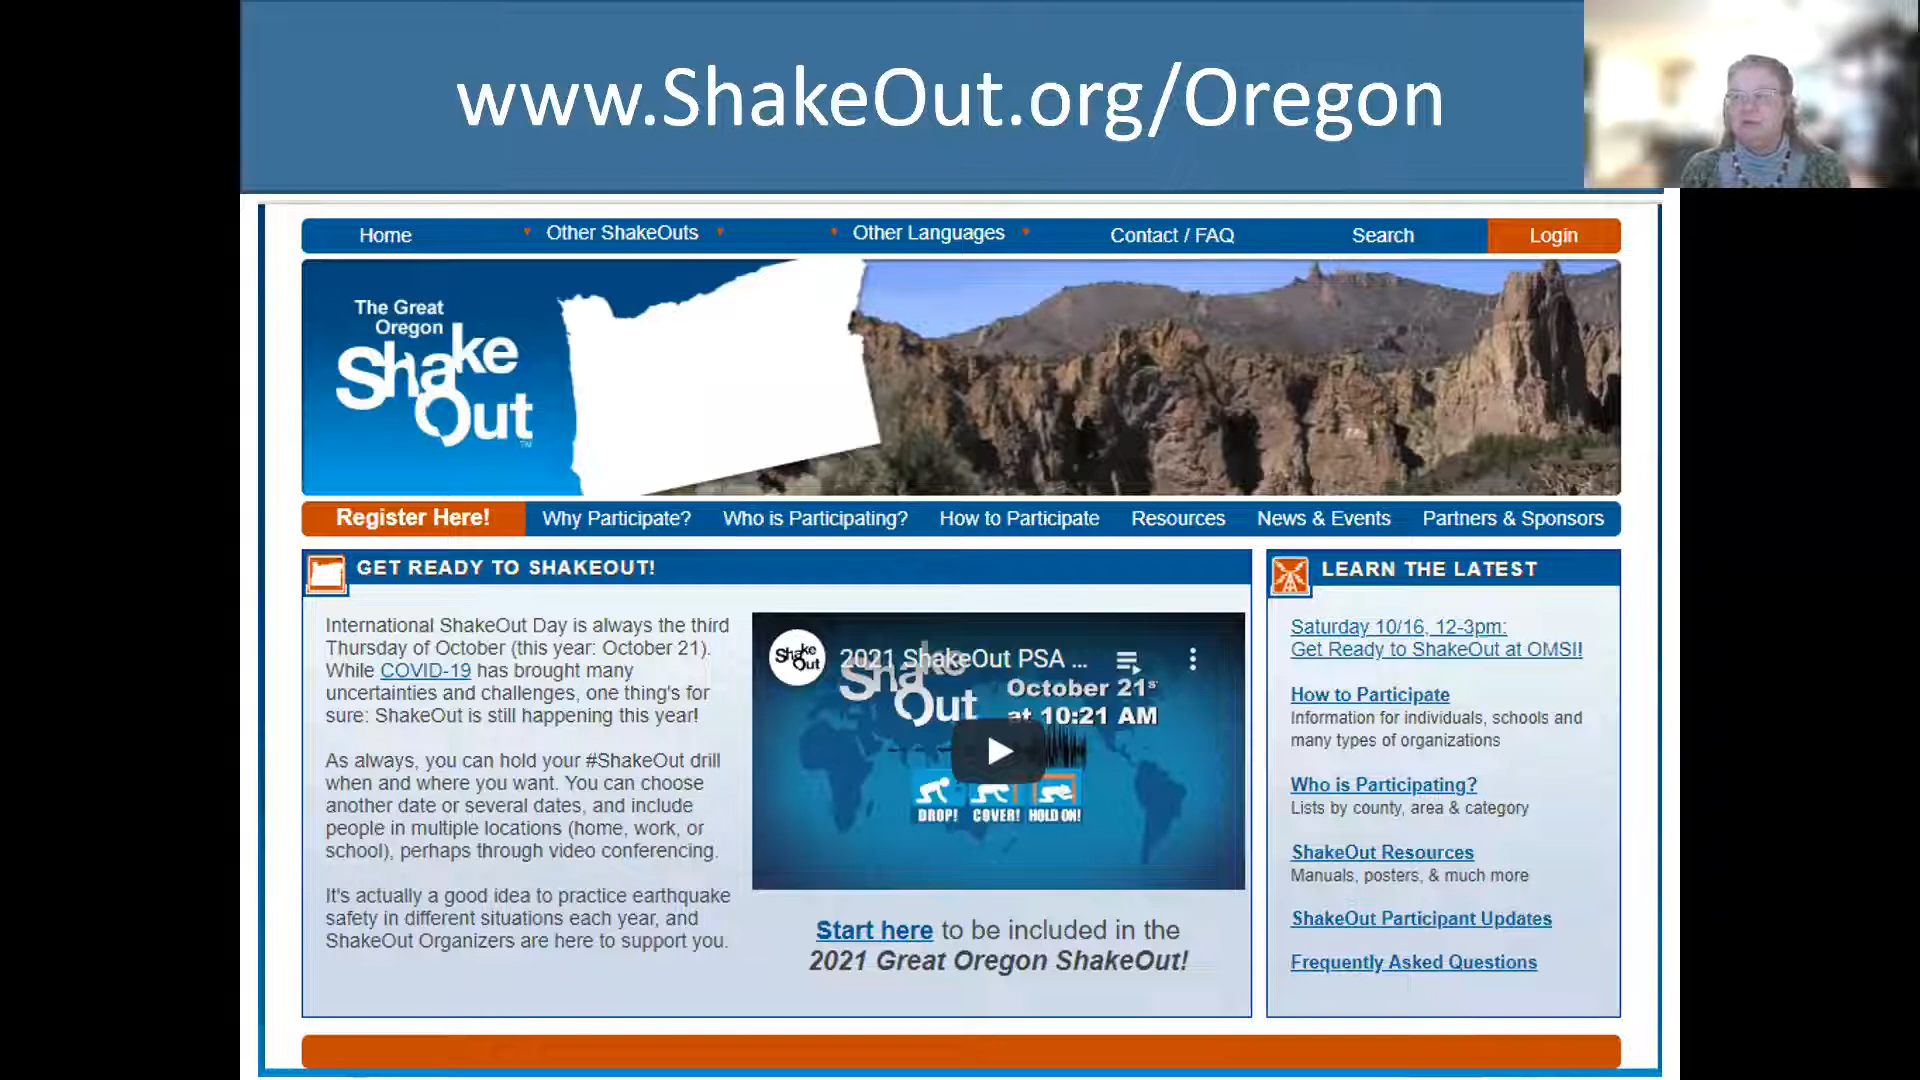 www.ShakeOut.org/Oregon
Home Other ShakeOuts Other Languages Contact / FAQ Search Login
The Great
Oregon
Shake
Out
TM
Register Here! Why Participate? Who is Participating? How to Participate Resources News & Events Partners & Sponsors
GET READY TO SHAKEOUT!
International ShakeOut Day is always the third
Thursday of October (this year: October 21).
While COVID-19 has brought many
uncertainties and challenges, one thing's for
sure: ShakeOut is still happening this year!
As always, you can hold your #ShakeOut drill
when and where you want. You can choose
another date or several dates, and include
people in multiple locations (home, work, or
school), perhaps through video conferencing.
It's actually a good idea to practice earthquake
safety in different situations each year, and
ShakeOut Organizers are here to support you.
Shake
Out
2021 ShakeOut PSA ...
Shake
Out
October 21st
at 10:21 AM
DROP! COVER! HOLD ON!
Start here to be included in the
2021 Great Oregon ShakeOut!
LEARN THE LATEST
Saturday 10/16, 12-3pm:
Get Ready to ShakeOut at OMSI!
How to Participate
Information for individuals, schools and
many types of organizations
Who is Participating?
Lists by county, area & category
ShakeOut Resources
Manuals, posters, & much more
ShakeOut Participant Updates
Frequently Asked Questions